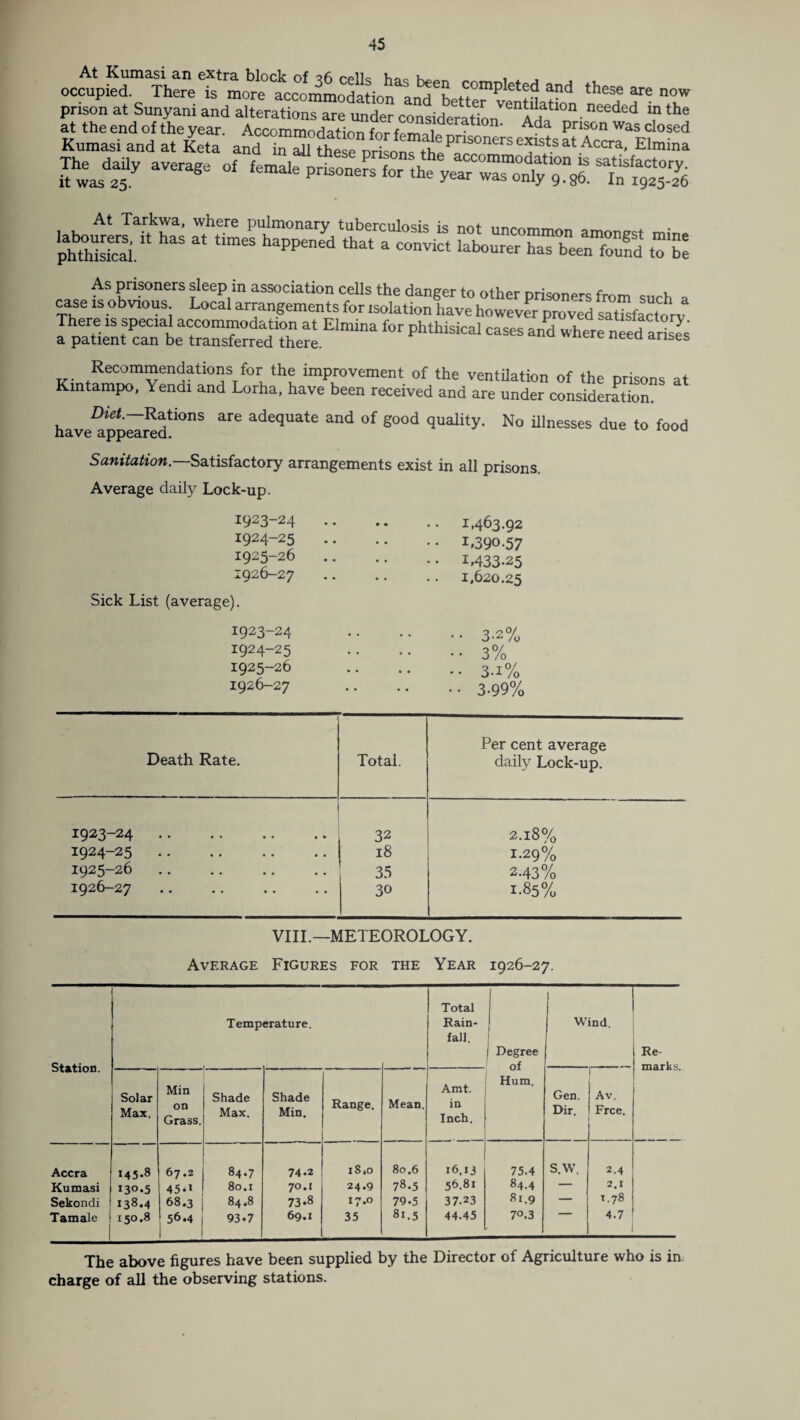 45
At Kumasi an extra block of 36 cells has been completed and these are now
occupied. There is more accommodation and better ventilation needed in the
prison at Sunyani and alterations are under consideration. Ada prison was closed
at the end of the year. Accommodation for female prisoners exists at Accra, Elmina
Kumasi and at Keta and in all these prisons the accommodation is satisfactory.
The daily average of female prisoners for the year was only 9.86. In 1925-26
it was 25.
At Tarkwa, where pulmonary tuberculosis is not uncommon amongst mine
labourers, it has at times happened that a convict labourer has been found to be
phthisical.
As prisoners sleep in association cells the danger to other prisoners from such a
case is obvious. Local arrangements for isolation have however proved satisfactory.
There is special accommodation at Elmina for phthisical cases and where need arises
a patient can be transferred there.
Recommendations for the improvement of the ventilation of the prisons at
Kintampo, Yendi and Lorha, have been received and are under consideration.
Diet.—Rations are adequate and of good quality. No illnesses due to food
have appeared.
Sanitation.—Satisfactory arrangements exist in all prisons.
Average daily Lock-up.
1923-24 .. .. .. 1,463.92
1924-25 .. .. .. 1,390.57
1925-26 .. .. .. 1,433.25
1926-27 .. .. .. 1,620.25
Sick List (average).
1923-24 .. .. .. 3.2%
1924-25 .. .. .. 3%
1925-26 .. .. .. 3.1%
1926-27 .. .. .. 3.99%
Death Rate. Total. Per cent average
daily Lock-up.
1923-24 .. .. .. .. 32 2.18%
1924-25 .. .. .. .. 18 1.29%
1925-26 .. .. .. .. 35 2.43%
1926-27 .. .. .. .. 30 1.85%
VIII.—METEOROLOGY.
Average Figures for the Year 1926-27.
Station. Temperature. Total Rain-fall. Degree of Hum. Wind. Re-marks.
Solar Max. Min on Grass. Shade Max. Shade Min. Range. Mean. Amt. in Inch. Gen. Dir. Av. Frce.
Accra 145.8 67.2 84.7 74.2 18.0 80.6 16.13 75.4 S.W. 2.4
Kumasi 130.5 45.1 80.1 70.1 24.9 78.5 56.81 84.4 — 2.1
Sekondi 138.4 68.3 84.8 73.8 17.0 79.5 37.23 81.9 — 1.78
Tamale 150.8 56.4 93.7 69.1 35 81.5 44.45 70.3 — 4.7
The above figures have been supplied by the Director of Agriculture who is in
charge of all the observing stations.